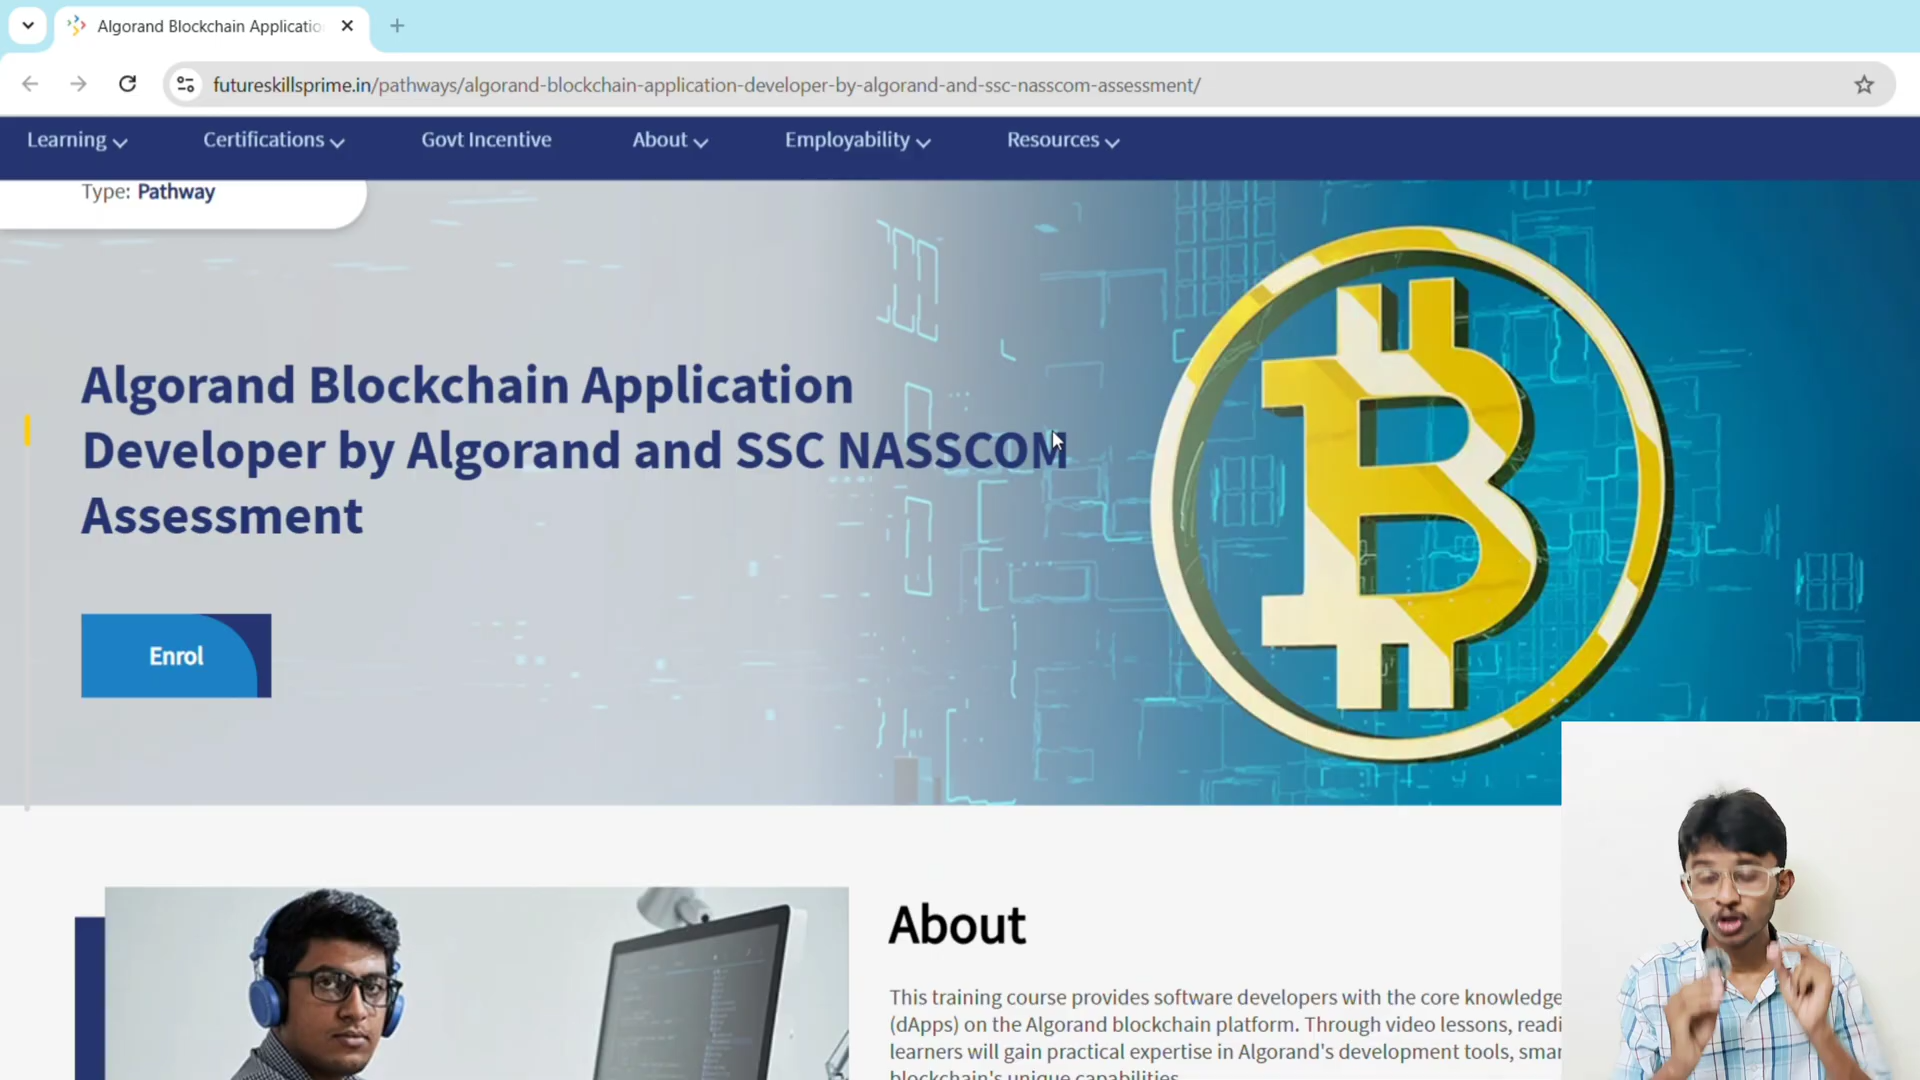 Algorand Blockchain Applicatio
futureskillsprime.in/pathways/algorand-blockchain-application-developer-by-algorand-and-ssc-nasscom-assessment/
Learning Certifications Govt Incentive About Employability Resources
Type: Pathway
Algorand Blockchain Application
Developer by Algorand and SSC NASSCOM
Assessment
Enrol
About
This training course provides software developers with the core knowledge
(dApps) on the Algorand blockchain platform. Through video lessons, readi
learners will gain practical expertise in Algorand's development tools, smar
blockchain's unique capabilities.